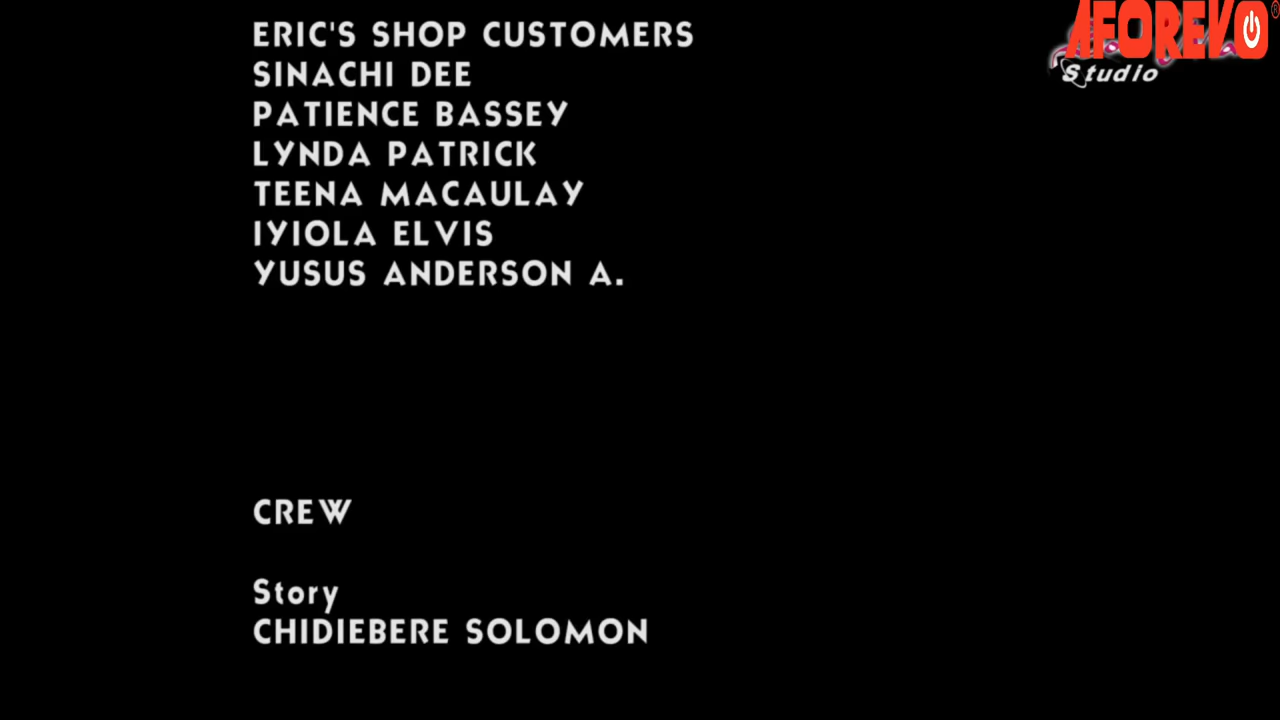 AFOREVO
Studio
ERIC'S SHOP CUSTOMERS
SINACHI DEE
PATIENCE BASSEY
LYNDA PATRICK
TEENA MACAULAY
IYIOLA ELVIS
YUSUS ANDERSON A.
CREW
Story
CHIDIEBERE SOLOMON